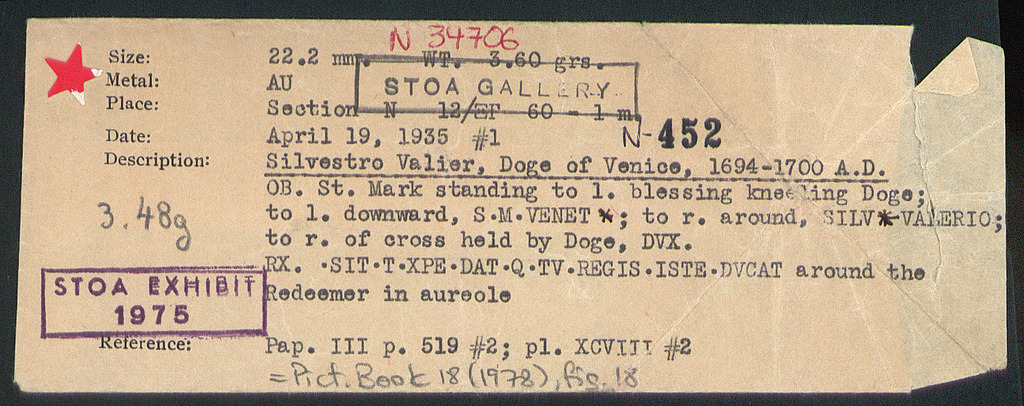 N 34706
Size: 22.2 mm. WT. 3.60 grs.
Metal: AU
STOA GALLERY
Place: Section N 12/EF 60 - 1 m.
Date: April 19, 1935 #1 N-452
Description: Silvestro Valier, Doge of Venice, 1694-1700 A.D.
OB. St. Mark standing to l. blessing kneeling Doge;
to l. downward, S·M·VENET *; to r. around, SILV*VALERIO;
to r. of cross held by Doge, DVX.
3.48g
RX. ·SIT·T·XPE·DAT·Q·TV·REGIS·ISTE·DVCAT around the
Redeemer in aureole
STOA EXHIBIT
1975
Reference: Pap. III p. 519 #2; pl. XCVIII #2
=Pict. Book 18 (1978), fig. 18